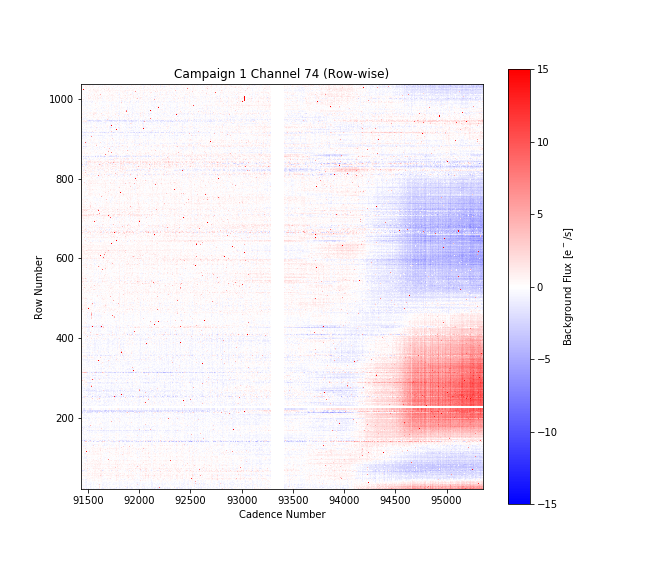 Campaign 1 Channel 74 (Row-wise)
1000
800
600
400
200
Row Number
91500 92000 92500 93000 93500 94000 94500 95000
Cadence Number
15
10
5
0
−5
−10
−15
Background Flux [e⁻/s]